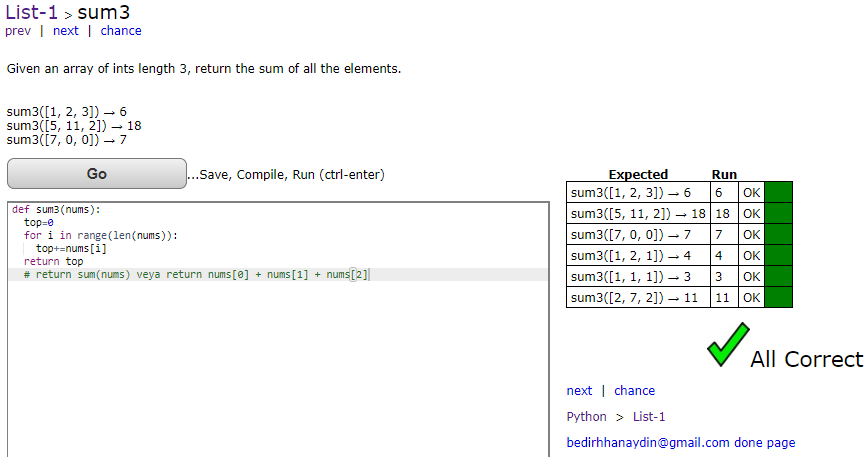 List-1 > sum3
prev | next | chance
Given an array of ints length 3, return the sum of all the elements.
sum3([1, 2, 3]) → 6
sum3([5, 11, 2]) → 18
sum3([7, 0, 0]) → 7
Go
...Save, Compile, Run (ctrl-enter)
def sum3(nums):
top=0
for i in range(len(nums)):
top+=nums[i]
return top
# return sum(nums) veya return nums[0] + nums[1] + nums[2]
Expected Run
sum3([1, 2, 3]) → 6 6 OK
sum3([5, 11, 2]) → 18 18 OK
sum3([7, 0, 0]) → 7 7 OK
sum3([1, 2, 1]) → 4 4 OK
sum3([1, 1, 1]) → 3 3 OK
sum3([2, 7, 2]) → 11 11 OK
All Correct
next | chance
Python > List-1
bedirhhanaydin@gmail.com done page